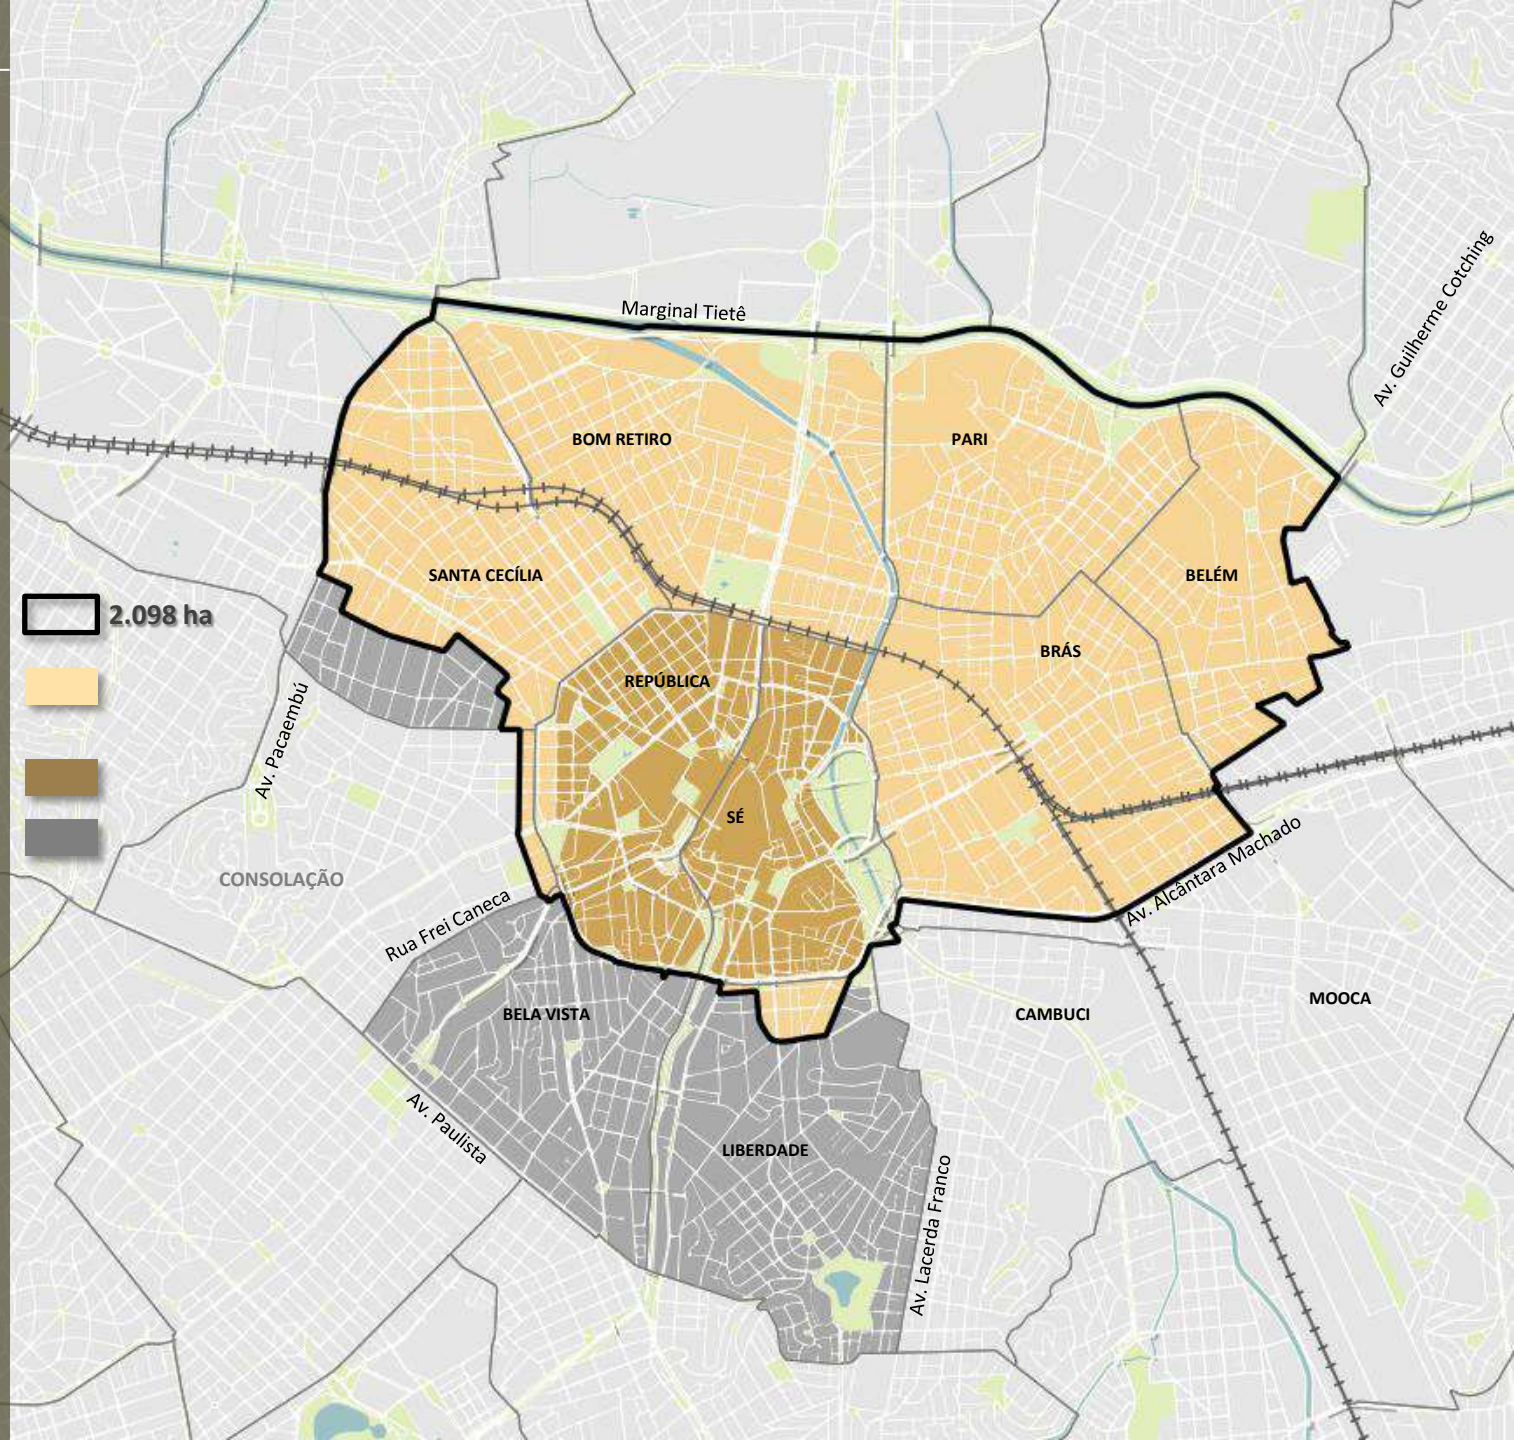 Marginal Tietê
Av. Guilherme Cotching
BOM RETIRO
PARI
SANTA CECÍLIA
BELÉM
2.098 ha
BRÁS
REPÚBLICA
Av. Pacaembú
SÉ
Av. Alcântara Machado
CONSOLAÇÃO
Rua Frei Caneca
BELA VISTA
CAMBUCI
MOOCA
Av. Paulista
LIBERDADE
Av. Lacerda Franco